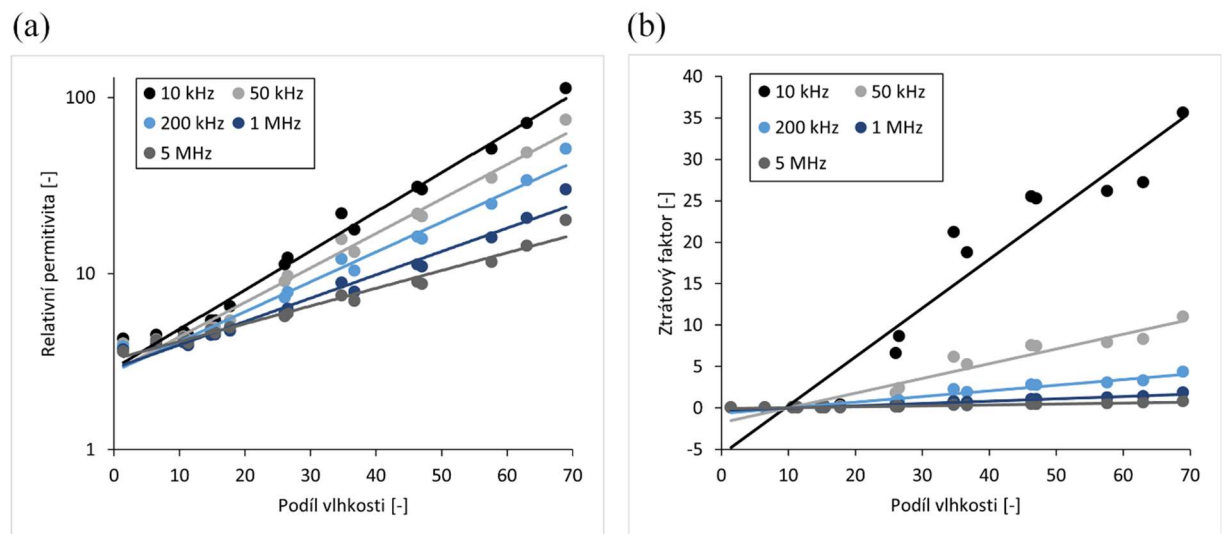 (a)
(b)
10 kHz 50 kHz
200 kHz 1 MHz
5 MHz
100
10
1
Relativní permitivita [-]
0 10 20 30 40 50 60 70
Podíl vlhkosti [-]
10 kHz 50 kHz
200 kHz 1 MHz
5 MHz
40
35
30
25
20
15
10
5
0
-5
Ztrátový faktor [-]
0 10 20 30 40 50 60 70
Podíl vlhkosti [-]